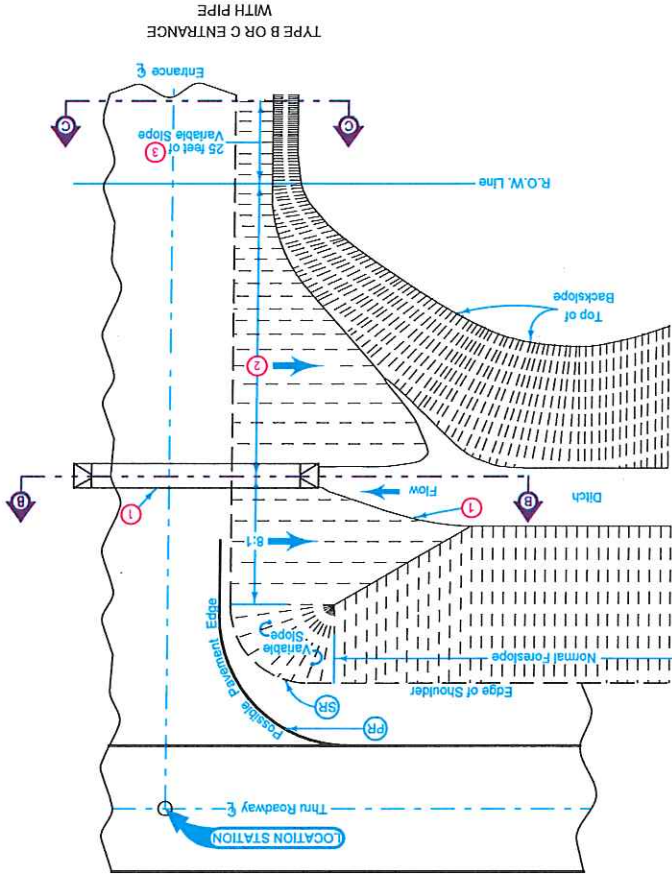 LOCATION STATION
Thru Roadway ℄
PR
Possible Pavement Edge
SR
Edge of Shoulder
Normal Foreslope
Variable
Slope
8:1
1
Flow
Ditch
1
B
B
2
Top of
Backslope
R.O.W. Line
25 feet of
Variable Slope
3
C
C
Entrance ℄
TYPE B OR C ENTRANCE
WITH PIPE